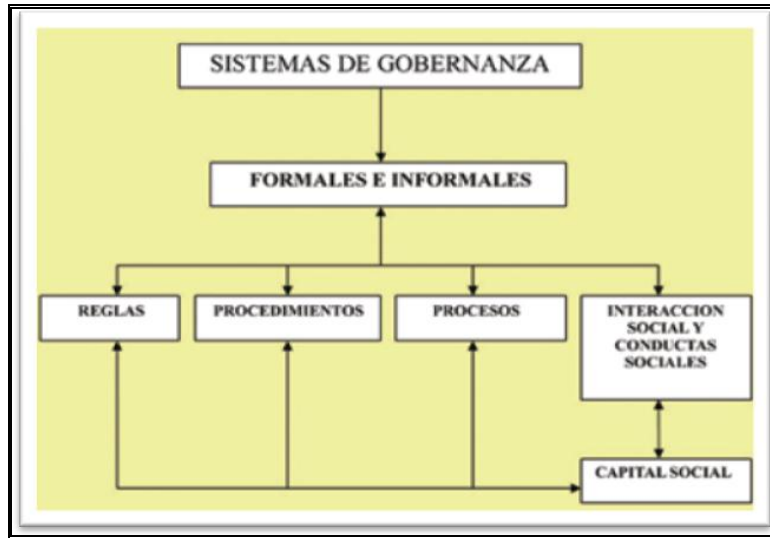 SISTEMAS DE GOBERNANZA
FORMALES E INFORMALES
REGLAS
PROCEDIMIENTOS
PROCESOS
INTERACCION
SOCIAL Y
CONDUCTAS
SOCIALES
CAPITAL SOCIAL